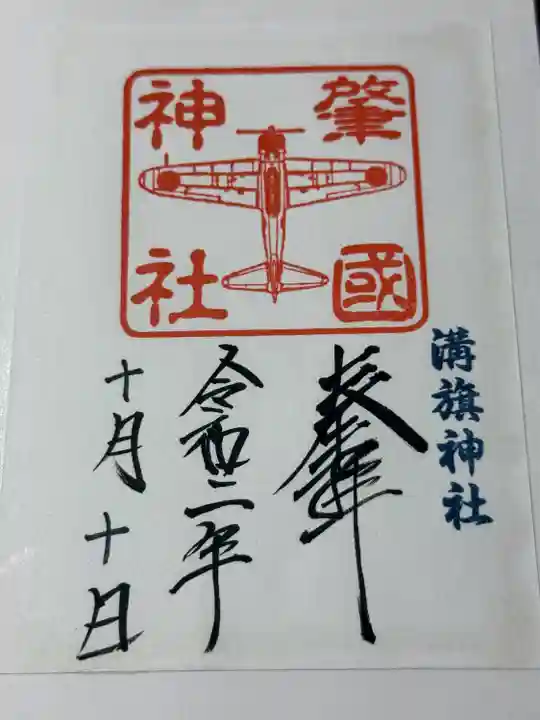 肇國
神社
溝旗神社
奉拝
令和二年
十月十日